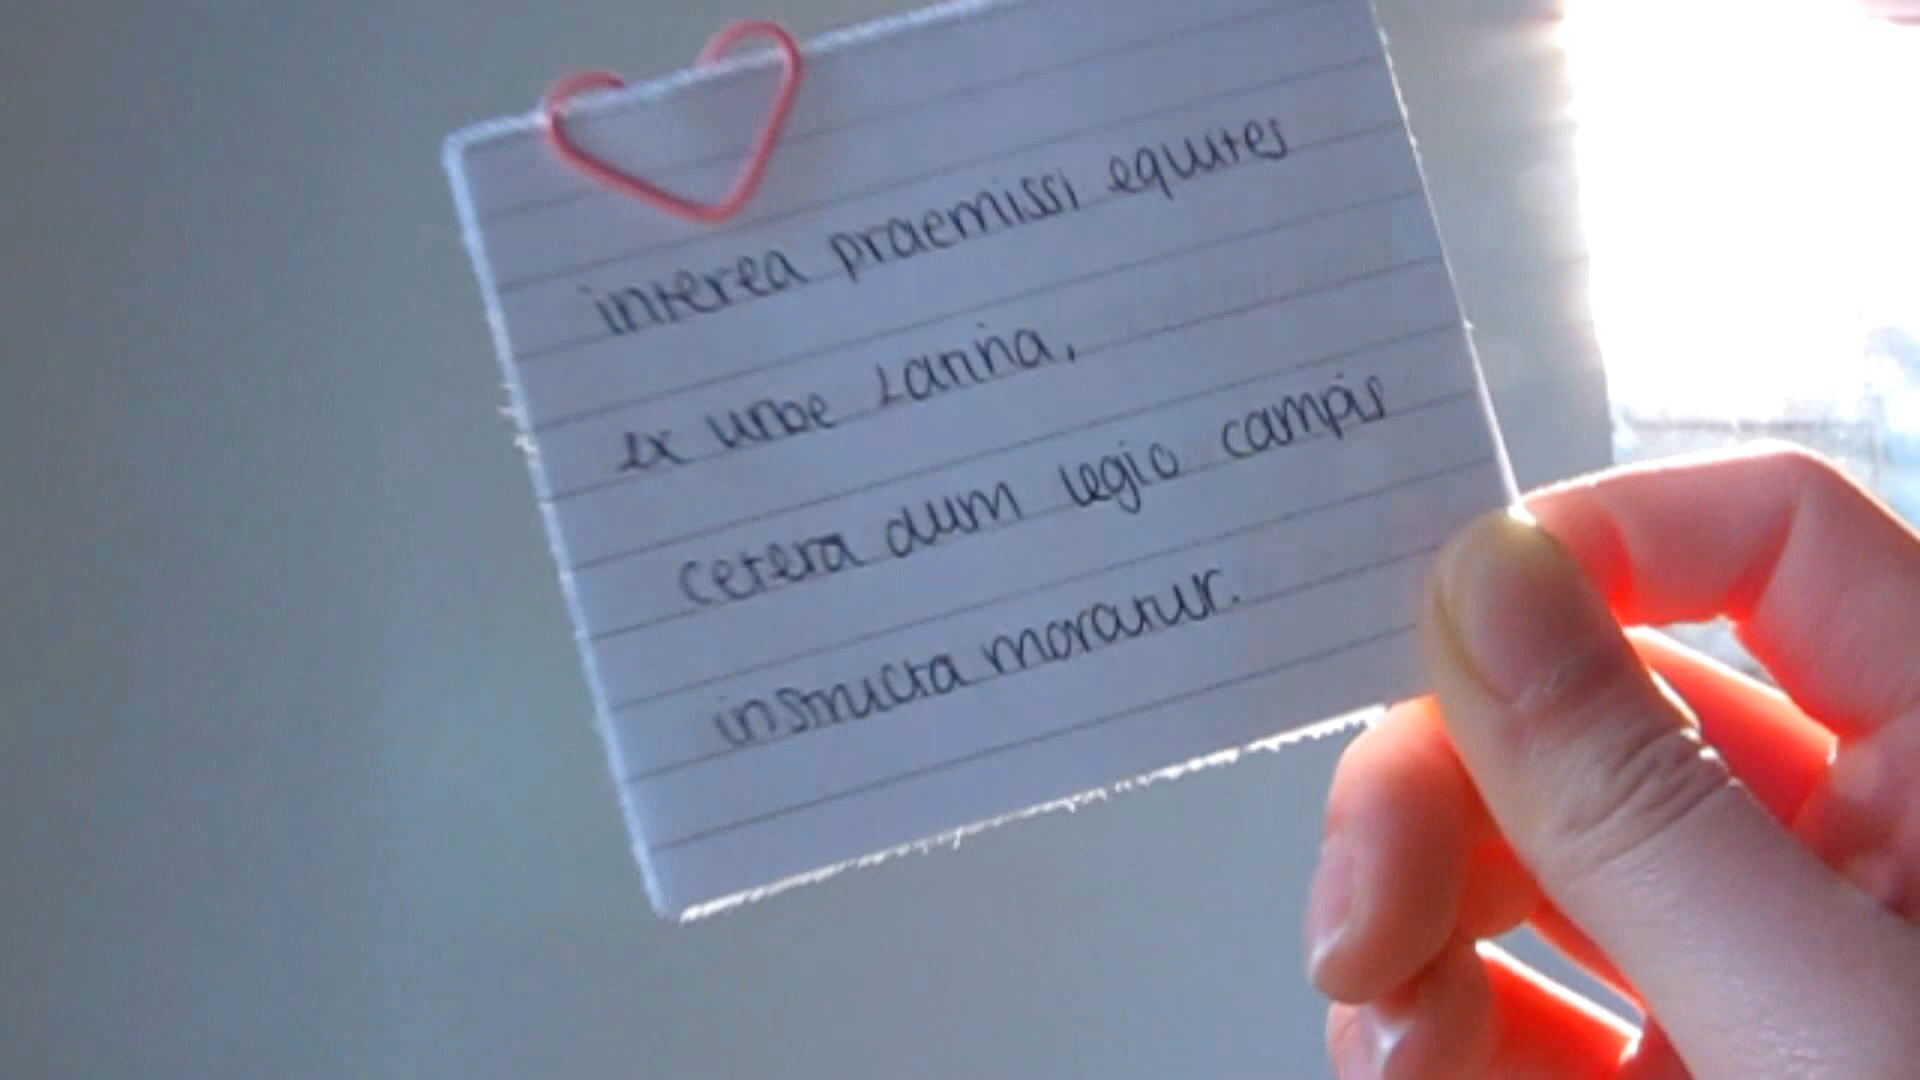 interea praemissi equites
ex urbe Latina,
cetera dum legio campis
instructa moratur.